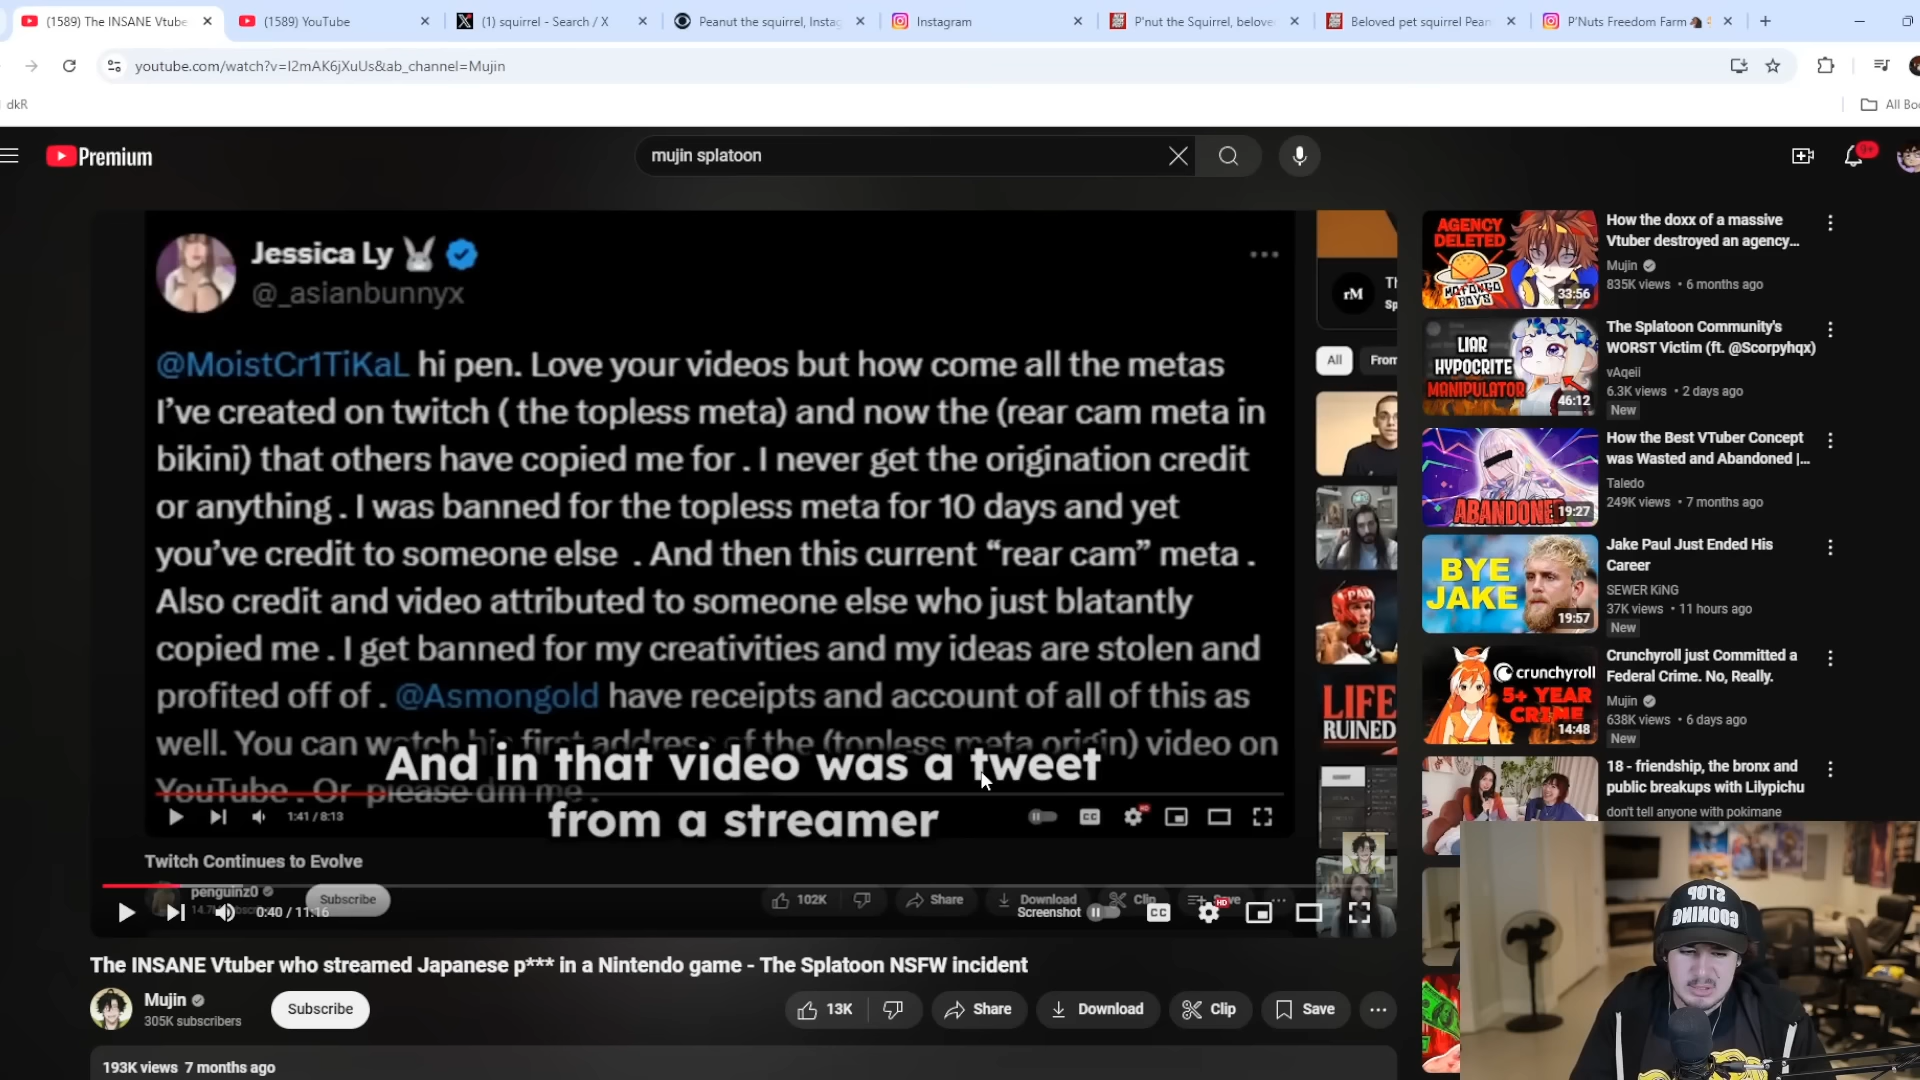 (1589) The INSANE Vtube
(1589) YouTube
(1) squirrel - Search / X
Peanut the squirrel, Instag
Instagram
P'nut the Squirrel, belove
Beloved pet squirrel Pean
P'Nuts Freedom Farm
youtube.com/watch?v=I2mAK6jXuUs&ab_channel=Mujin
dkR
All Boo
Premium
mujin splatoon
9+
Jessica Ly
@_asianbunnyx
@MoistCr1TiKaL hi pen. Love your videos but how come all the metas
I've created on twitch ( the topless meta) and now the (rear cam meta in
bikini) that others have copied me for . I never get the origination credit
or anything . I was banned for the topless meta for 10 days and yet
you've credit to someone else . And then this current “rear cam” meta .
Also credit and video attributed to someone else who just blatantly
copied me . I get banned for my creativities and my ideas are stolen and
profited off of . @Asmongold have receipts and account of all of this as
well. You can watch his first address of the (topless meta origin) video on
YouTube . Or please dm me .
And in that video was a tweet
from a streamer
1:41 / 8:13
CC
Twitch Continues to Evolve
penguinz0
Subscribe
102K
Share
Download
Clip
Save
0:40 / 11:16
Screenshot
CC
HD
rM
Th
Sp
All
From
LIFE
RUINED
The INSANE Vtuber who streamed Japanese p*** in a Nintendo game - The Splatoon NSFW incident
Mujin
305K subscribers
Subscribe
13K
Share
Download
Clip
Save
193K views 7 months ago
AGENCY
DELETED
33:56
How the doxx of a massive
Vtuber destroyed an agency...
Mujin
835K views • 6 months ago
LIAR
HYPOCRITE
MANIPULATOR
46:12
The Splatoon Community's
WORST Victim (ft. @Scorpyhqx)
vAqeii
6.3K views • 2 days ago
New
ABANDONED
19:27
How the Best VTuber Concept
was Wasted and Abandoned |...
Taledo
249K views • 7 months ago
BYE
JAKE
19:57
Jake Paul Just Ended His
Career
SEWER KiNG
37K views • 11 hours ago
New
crunchyroll
5+ YEAR
CRIME
14:48
Crunchyroll just Committed a
Federal Crime. No, Really.
Mujin
638K views • 6 days ago
New
18 - friendship, the bronx and
public breakups with Lilypichu
don't tell anyone with pokimane
STOP
GOONING